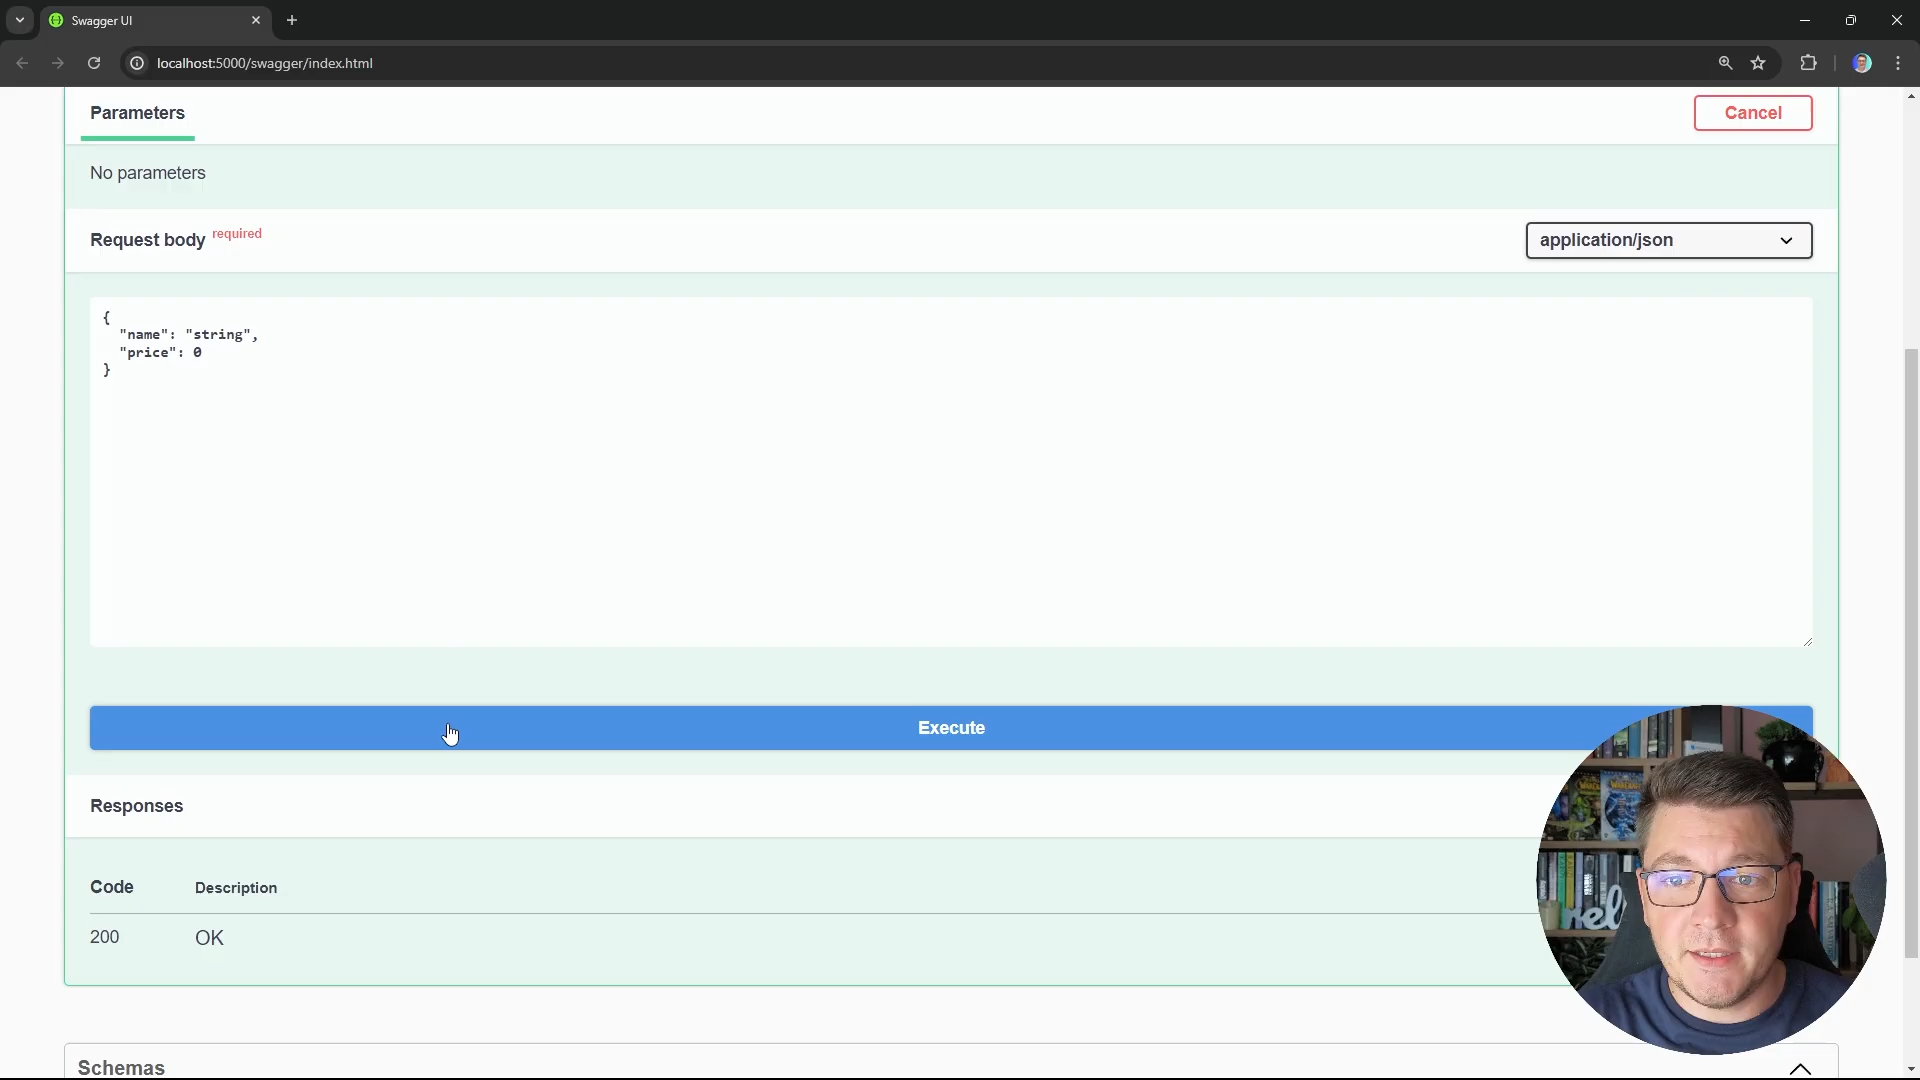 Swagger UI
localhost:5000/swagger/index.html
Parameters
Cancel
No parameters
Request body required
application/json
{
"name": "string",
"price": 0
}
Execute
Responses
Code Description
200 OK
Schemas